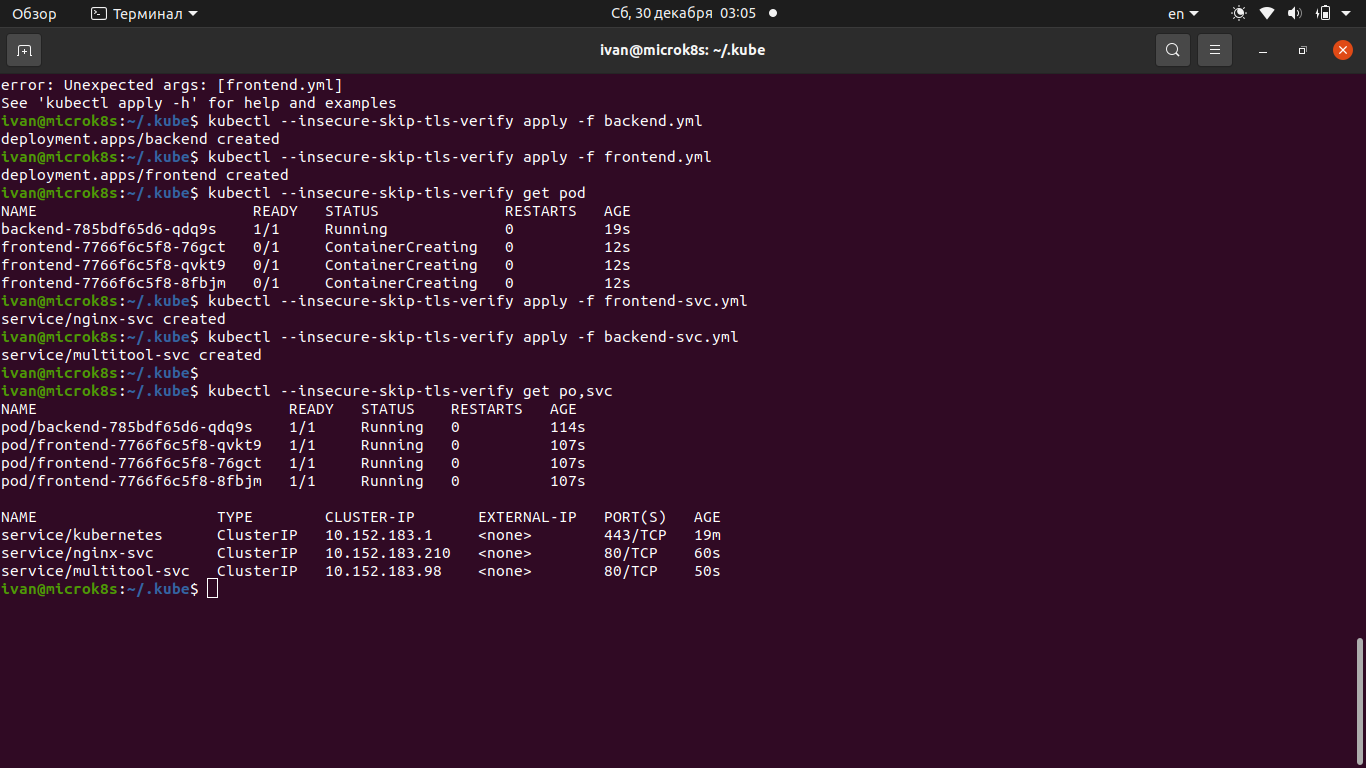 Обзор Терминал Сб, 30 декабря 03:05 en
ivan@microk8s: ~/.kube
error: Unexpected args: [frontend.yml]
See 'kubectl apply -h' for help and examples
ivan@microk8s:~/.kube$ kubectl --insecure-skip-tls-verify apply -f backend.yml
deployment.apps/backend created
ivan@microk8s:~/.kube$ kubectl --insecure-skip-tls-verify apply -f frontend.yml
deployment.apps/frontend created
ivan@microk8s:~/.kube$ kubectl --insecure-skip-tls-verify get pod
NAME                        READY   STATUS              RESTARTS   AGE
backend-785bdf65d6-qdq9s    1/1     Running             0          19s
frontend-7766f6c5f8-76gct   0/1     ContainerCreating   0          12s
frontend-7766f6c5f8-qvkt9   0/1     ContainerCreating   0          12s
frontend-7766f6c5f8-8fbjm   0/1     ContainerCreating   0          12s
ivan@microk8s:~/.kube$ kubectl --insecure-skip-tls-verify apply -f frontend-svc.yml
service/nginx-svc created
ivan@microk8s:~/.kube$ kubectl --insecure-skip-tls-verify apply -f backend-svc.yml
service/multitool-svc created
ivan@microk8s:~/.kube$
ivan@microk8s:~/.kube$ kubectl --insecure-skip-tls-verify get po,svc
NAME                            READY   STATUS    RESTARTS   AGE
pod/backend-785bdf65d6-qdq9s    1/1     Running   0          114s
pod/frontend-7766f6c5f8-qvkt9   1/1     Running   0          107s
pod/frontend-7766f6c5f8-76gct   1/1     Running   0          107s
pod/frontend-7766f6c5f8-8fbjm   1/1     Running   0          107s
NAME                    TYPE        CLUSTER-IP       EXTERNAL-IP   PORT(S)   AGE
service/kubernetes      ClusterIP   10.152.183.1     <none>        443/TCP   19m
service/nginx-svc       ClusterIP   10.152.183.210   <none>        80/TCP    60s
service/multitool-svc   ClusterIP   10.152.183.98    <none>        80/TCP    50s
ivan@microk8s:~/.kube$